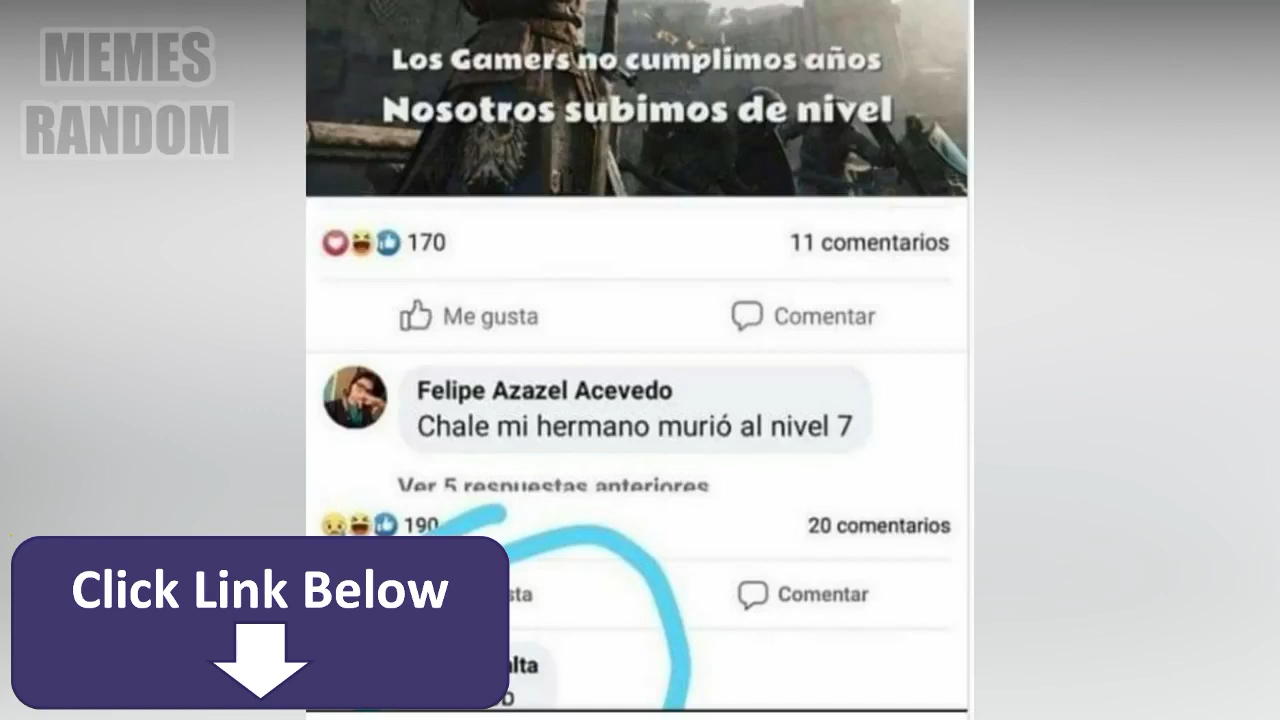 MEMES
RANDOM
Los Gamers no cumplimos años
Nosotros subimos de nivel
170
11 comentarios
Me gusta
Comentar
Felipe Azazel Acevedo
Chale mi hermano murió al nivel 7
Ver 5 respuestas anteriores
190
20 comentarios
sta
Comentar
lta
o
Click Link Below